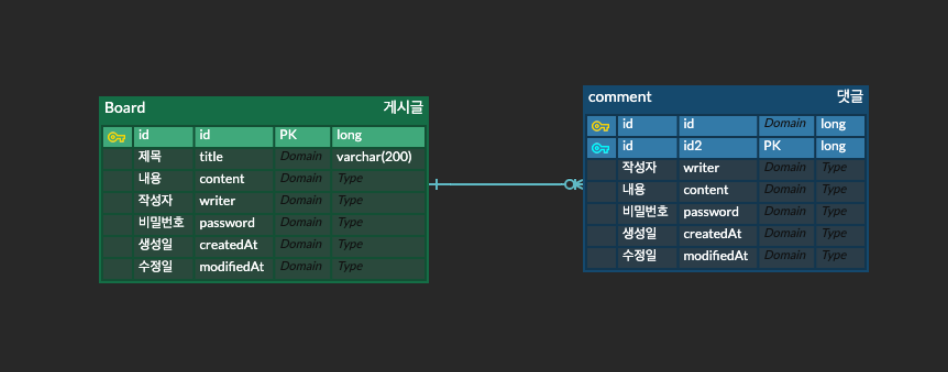 Board 게시글
id id PK long
제목 title Domain varchar(200)
내용 content Domain Type
작성자 writer Domain Type
비밀번호 password Domain Type
생성일 createdAt Domain Type
수정일 modifiedAt Domain Type
comment 댓글
id id Domain long
id id2 PK long
작성자 writer Domain Type
내용 content Domain Type
비밀번호 password Domain Type
생성일 createdAt Domain Type
수정일 modifiedAt Domain Type